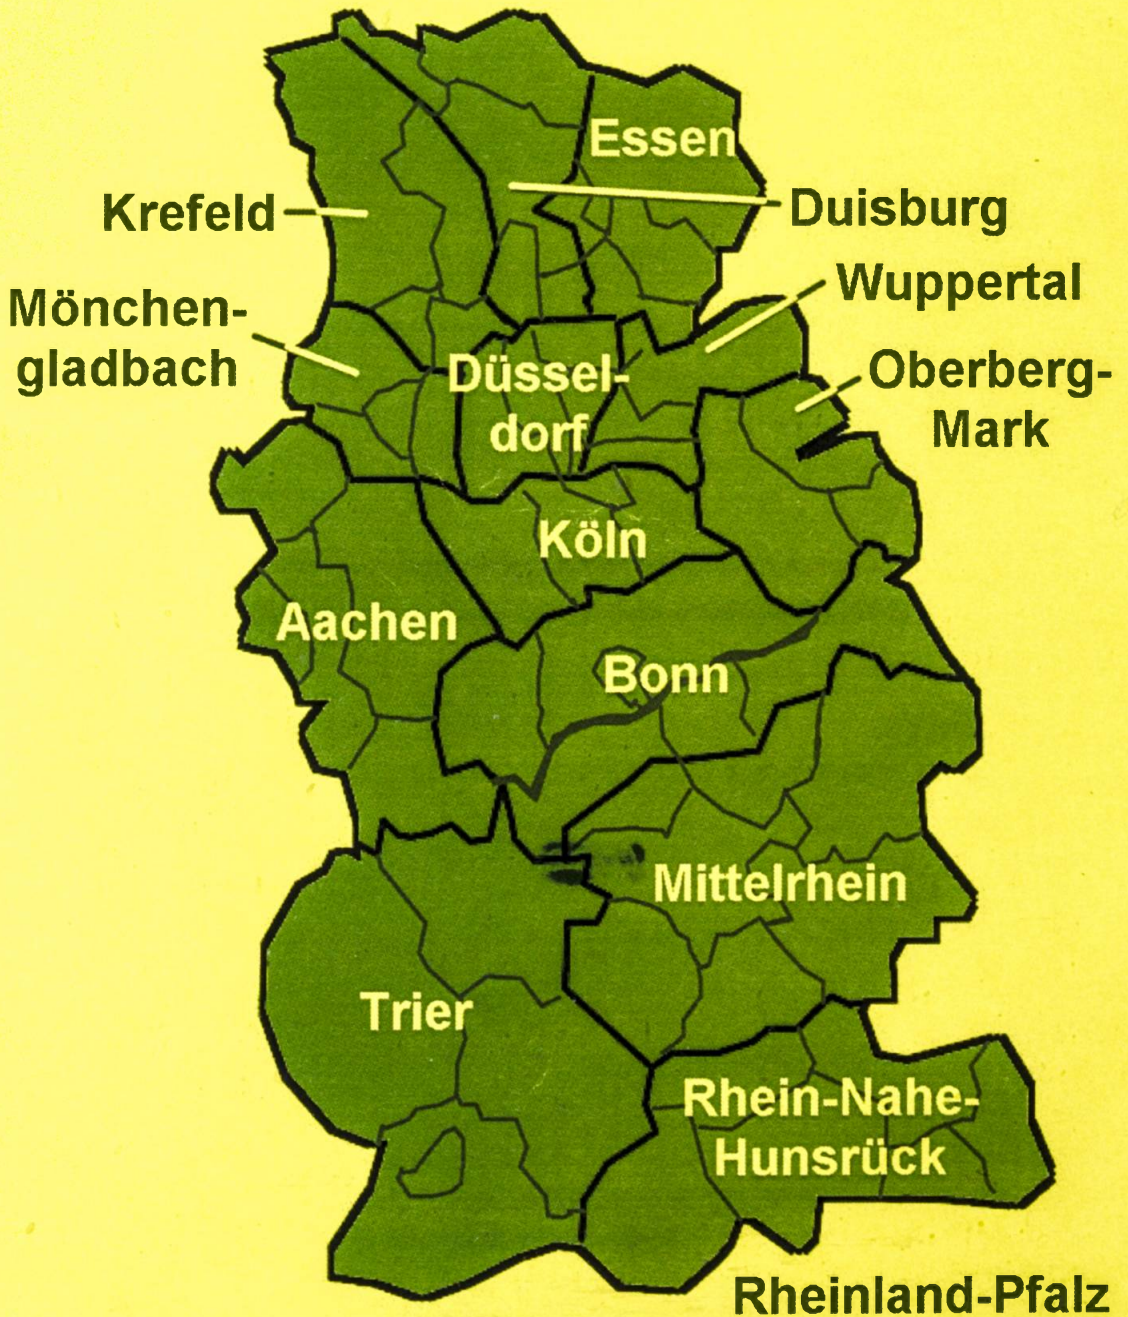 Essen
Krefeld
Duisburg
Wuppertal
Mönchen-
gladbach
Düssel-
dorf
Oberberg-
Mark
Köln
Aachen
Bonn
Mittelrhein
Trier
Rhein-Nahe-
Hunsrück
Rheinland-Pfalz